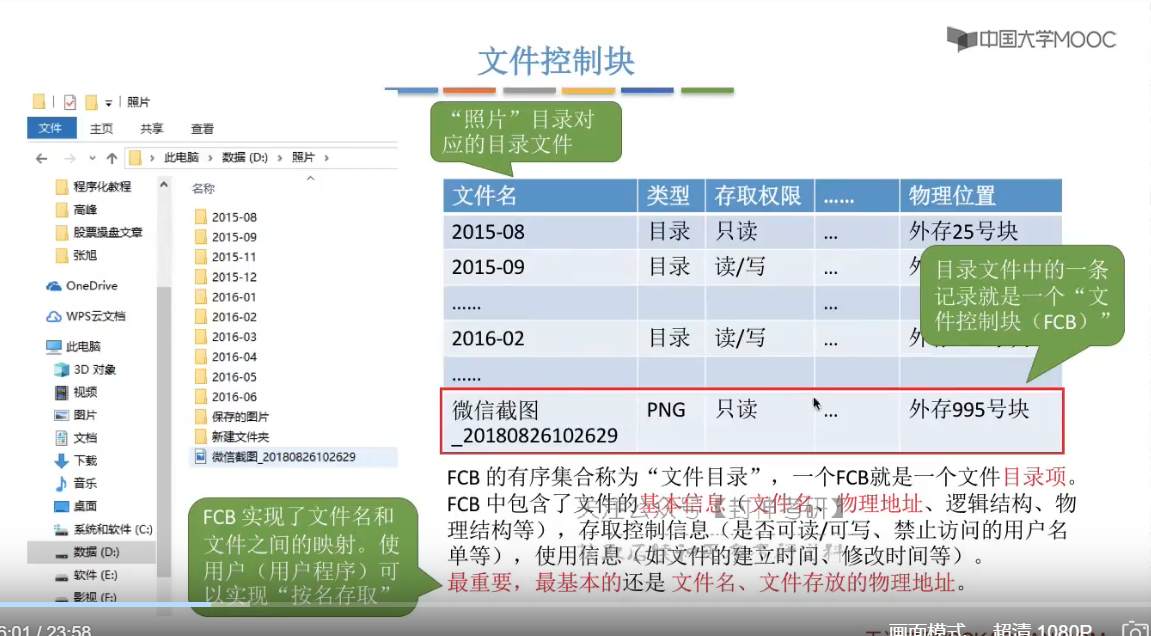 中国大学MOOC
文件控制块
照片
文件 主页 共享 查看
此电脑 › 数据 (D:) › 照片 ›
程序化教程
高峰
股票操盘文章
张旭
OneDrive
WPS云文档
此电脑
3D 对象
视频
图片
文档
下载
音乐
桌面
系统和软件 (C:)
数据 (D:)
软件 (E:)
影视 (F:)
名称
2015-08
2015-09
2015-11
2015-12
2016-01
2016-02
2016-03
2016-04
2016-05
2016-06
保存的图片
新建文件夹
微信截图_20180826102629
“照片”目录对
应的目录文件
文件名 类型 存取权限 …… 物理位置
2015-08 目录 只读 ... 外存25号块
2015-09 目录 读/写 ... 外
…… ...
2016-02 目录 读/写 ... 外
……
微信截图 PNG 只读 ... 外存995号块
_20180826102629
目录文件中的一条
记录就是一个“文
件控制块（FCB）”
FCB 的有序集合称为“文件目录”，一个FCB就是一个文件目录项。
FCB 中包含了文件的基本信息（文件名、物理地址、逻辑结构、物
理结构等），存取控制信息（是否可读/可写、禁止访问的用户名
单等），使用信息（如文件的建立时间、修改时间等）。
最重要，最基本的还是 文件名、文件存放的物理地址。
FCB 实现了文件名和
文件之间的映射。使
用户（用户程序）可
以实现“按名存取”
6:01 / 23:58
画面模式 超清 1080P